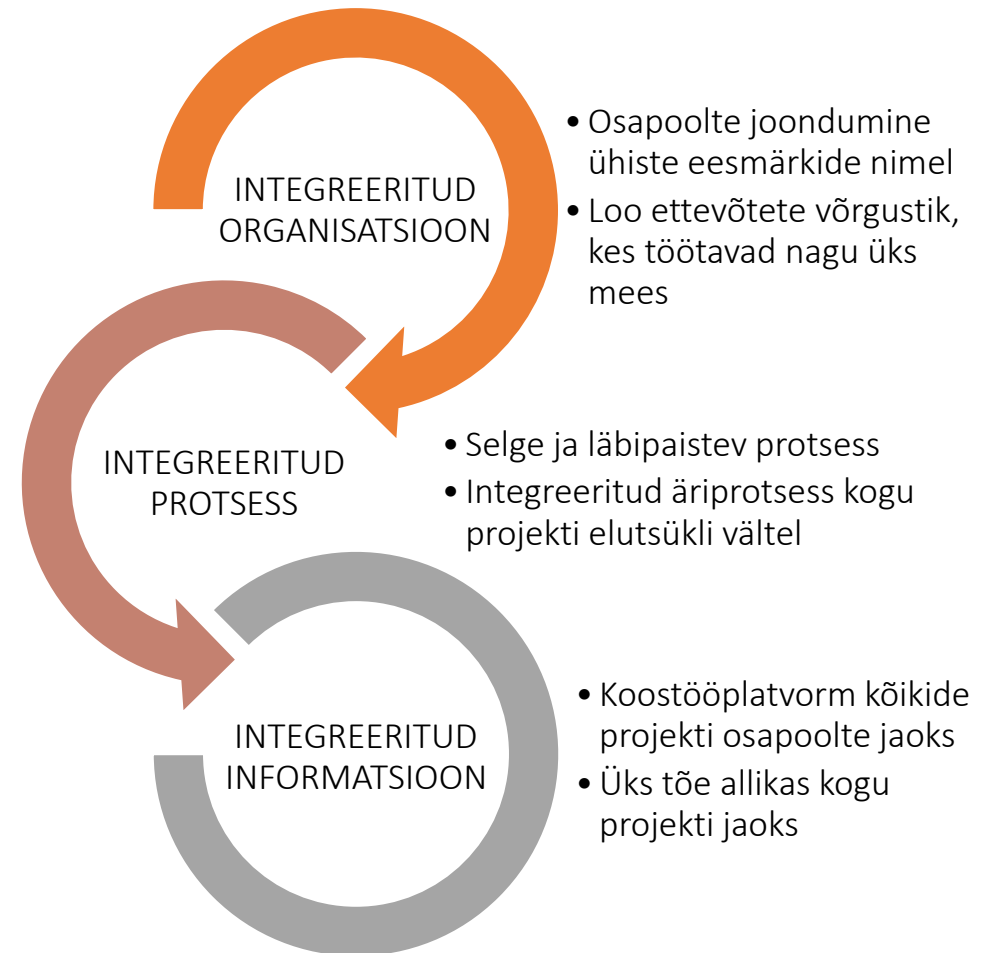 INTEGREERITUD
ORGANISATSIOON
• Osapoolte joondumine
ühiste eesmärkide nimel
• Loo ettevõtete võrgustik,
kes töötavad nagu üks
mees
INTEGREERITUD
PROTSESS
• Selge ja läbipaistev protsess
• Integreeritud äriprotsess kogu
projekti elutsükli vältel
INTEGREERITUD
INFORMATSIOON
• Koostööplatvorm kõikide
projekti osapoolte jaoks
• Üks tõe allikas kogu
projekti jaoks